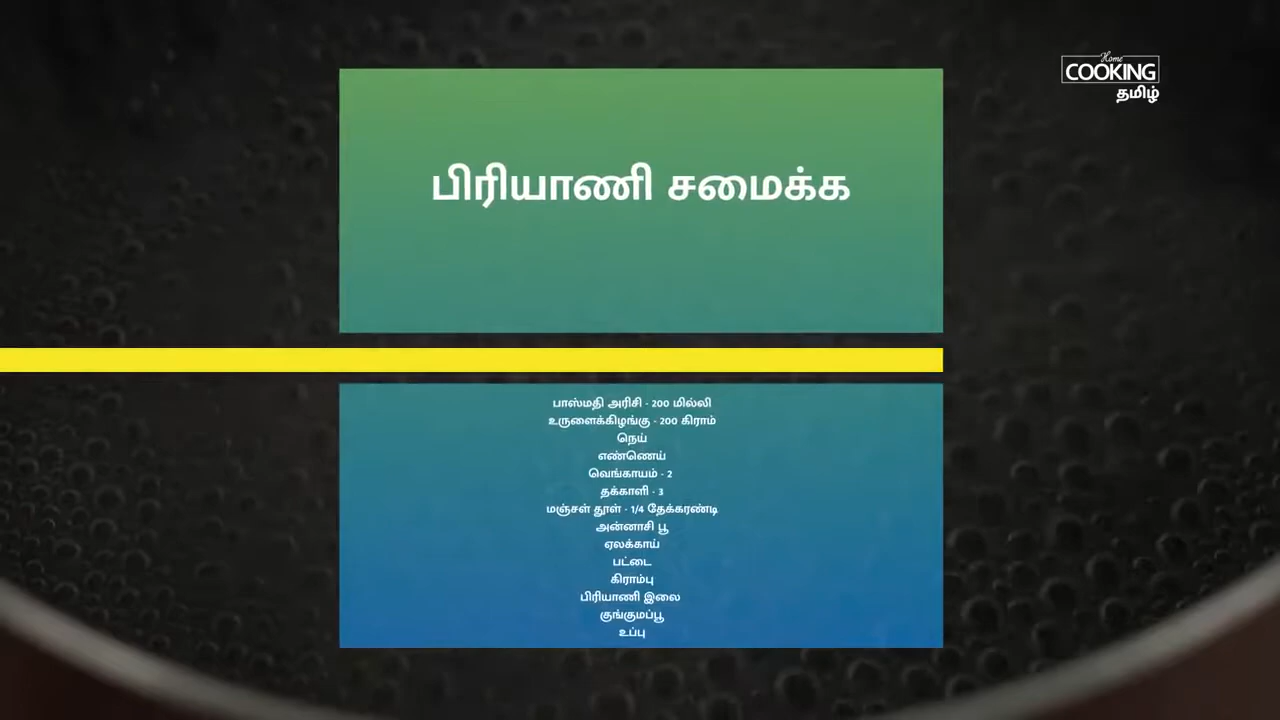 Home
COOKING
தமிழ்
பிரியாணி சமைக்க
பாஸ்மதி அரிசி - 200 மில்லி
உருளைக்கிழங்கு - 200 கிராம்
நெய்
எண்ணெய்
வெங்காயம் - 2
தக்காளி - 3
மஞ்சள் தூள் - 1/4 தேக்கரண்டி
அன்னாசி பூ
ஏலக்காய்
பட்டை
கிராம்பு
பிரியாணி இலை
குங்குமப்பூ
உப்பு